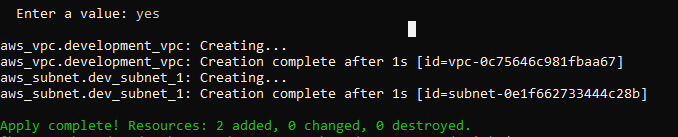 Enter a value: yes
aws_vpc.development_vpc: Creating...
aws_vpc.development_vpc: Creation complete after 1s [id=vpc-0c75646c981fbaa67]
aws_subnet.dev_subnet_1: Creating...
aws_subnet.dev_subnet_1: Creation complete after 1s [id=subnet-0e1f662733444c28b]
Apply complete! Resources: 2 added, 0 changed, 0 destroyed.